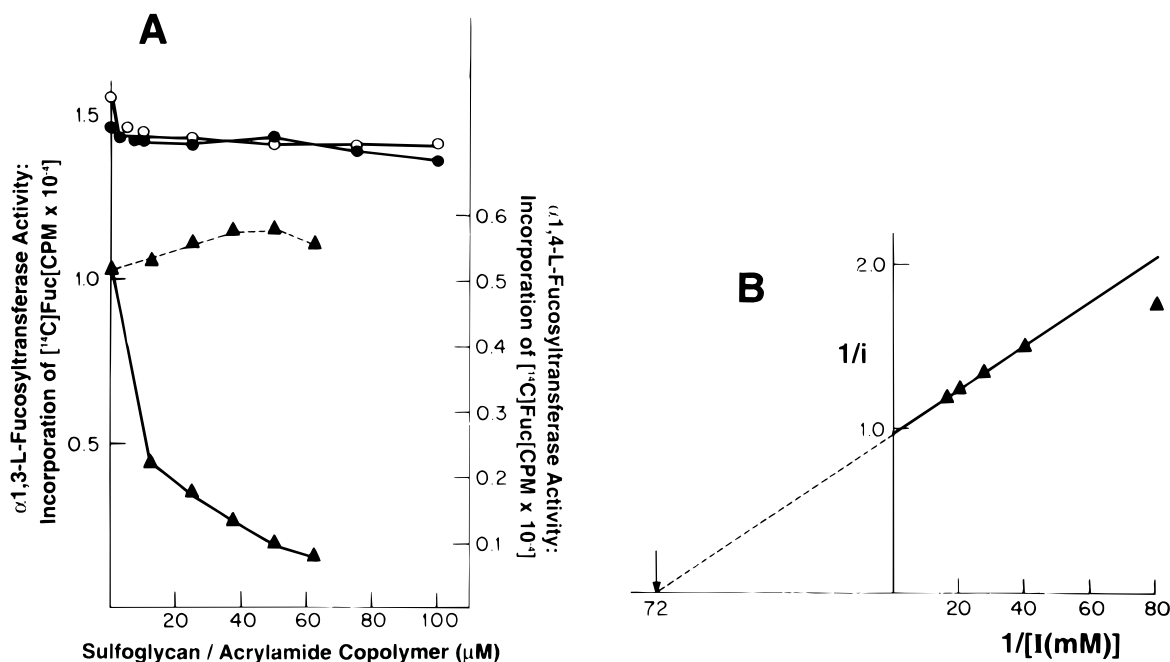 A
α1,3-L-Fucosyltransferase Activity:
Incorporation of [¹⁴C]Fuc[CPM x 10⁻⁴]
1.5
1.0
0.5
0
0.6
0.5
0.4
0.3
0.2
0.1
α1,4-L-Fucosyltransferase Activity:
Incorporation of [¹⁴C]Fuc[CPM x 10⁻⁴]
20 40 60 80 100
Sulfoglycan / Acrylamide Copolymer (μM)
B
2.0
1/i
1.0
72 20 40 60 80
1/[I(mM)]